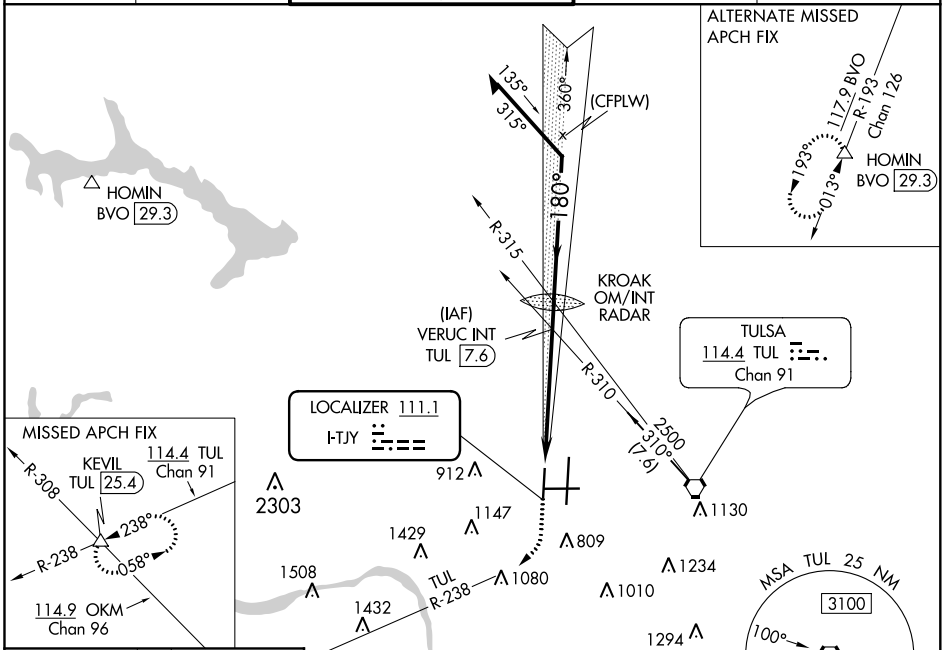 ALTERNATE MISSED
APCH FIX
117.9 BVO
R-193
Chan 126
193°
013°
HOMIN
BVO 29.3
135°
315°
360°
(CFPLW)
HOMIN
BVO 29.3
180°
R-315
KROAK
OM/INT
RADAR
(IAF)
VERUC INT
TUL 7.6
R-310
2500
310°
(7.6)
TULSA
114.4 TUL
Chan 91
LOCALIZER 111.1
I-TJY
MISSED APCH FIX
R-308
KEVIL
TUL 25.4
114.4 TUL
Chan 91
238°
R-238
058°
114.9 OKM
Chan 96
2303
912
1147
1429
809
1130
1508
1080
1234
1010
TUL
R-238
1432
1294
MSA TUL 25 NM
3100
100°